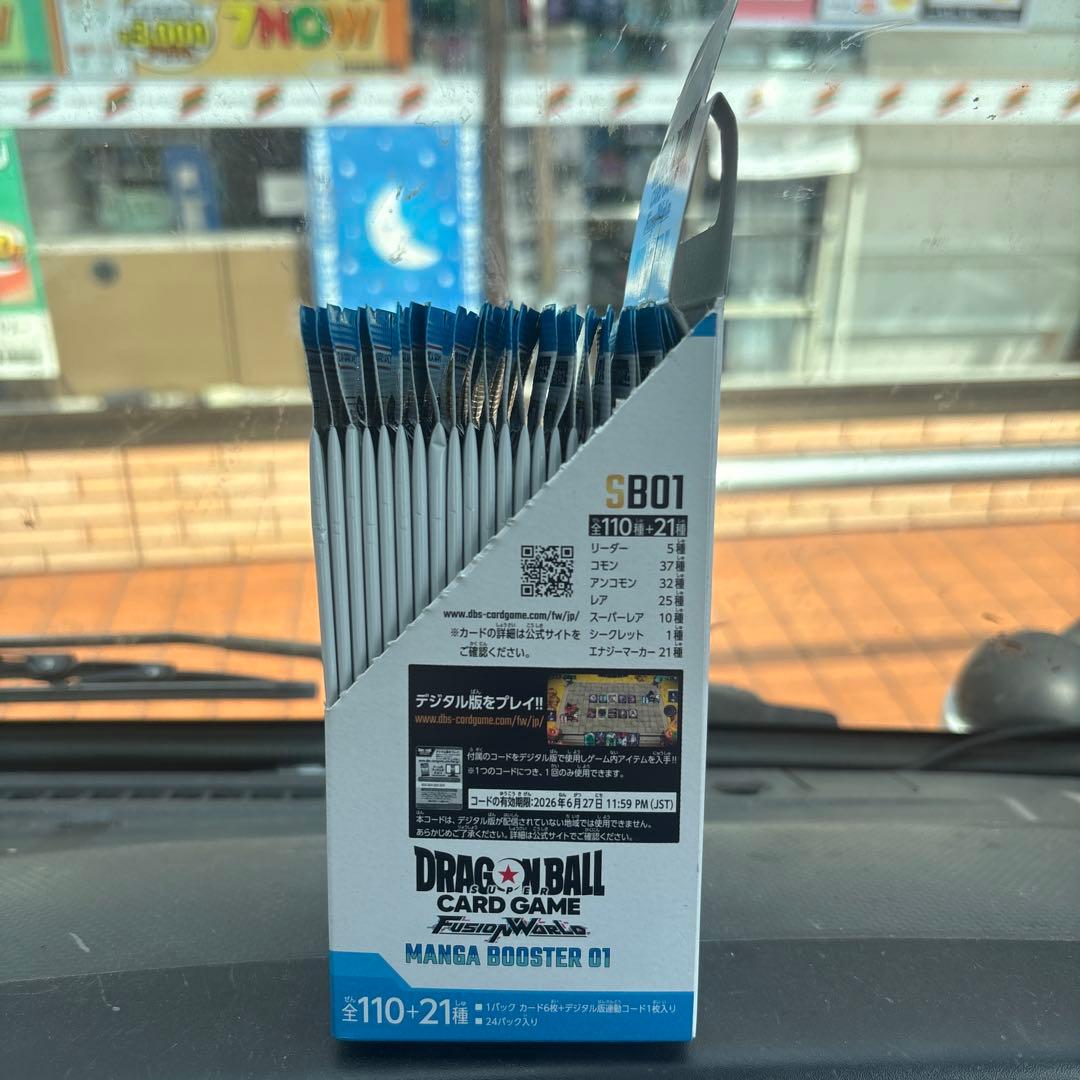 3,000
7NOW
SB01
全110種+21種
リーダー 5種
コモン 37種
アンコモン 32種
レア 25種
スーパーレア 10種
シークレット 1種
エナジーマーカー 21種
www.dbs-cardgame.com/fw/jp/
※カードの詳細は公式サイトを
ご確認ください。
デジタル版をプレイ!!
www.dbs-cardgame.com/fw/jp/
付属のコードをデジタル版で使用しゲーム内アイテムを入手!!
※1つのコードにつき、1回のみ使用できます。
コードの有効期限:2026年6月27日 11:59 PM (JST)
本コードは、デジタル版が配信されていない地域では使用できません。
あらかじめご了承ください。詳細は公式サイトでご確認ください。
DRAGON BALL
SUPER
CARD GAME
FUSION WORLD
MANGA BOOSTER 01
全110+21種
■ 1パック カード6枚+デジタル版連動コード1枚入り
■ 24パック入り